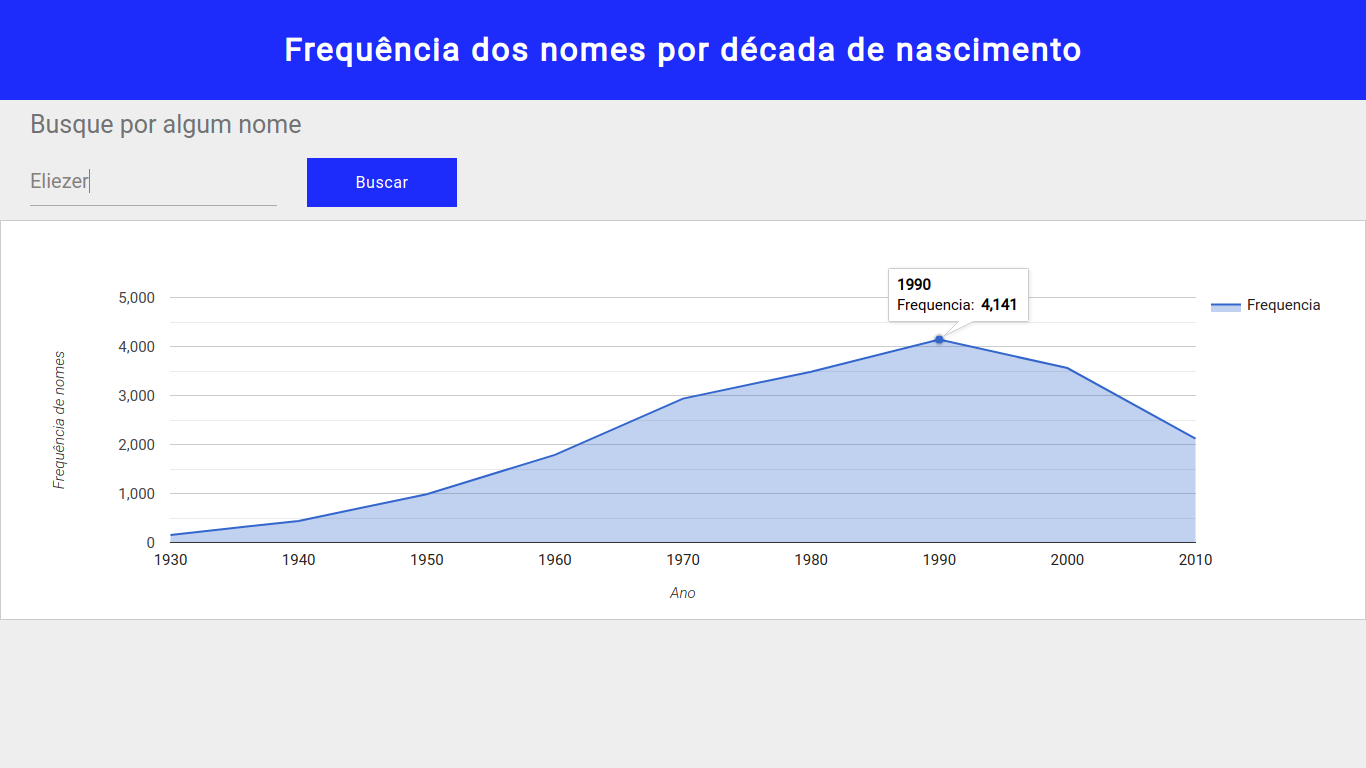 Frequência dos nomes por década de nascimento
Busque por algum nome
Eliezer
Buscar
1990
Frequencia: 4,141
Frequencia
5,000
4,000
3,000
2,000
1,000
0
Frequência de nomes
1930 1940 1950 1960 1970 1980 1990 2000 2010
Ano